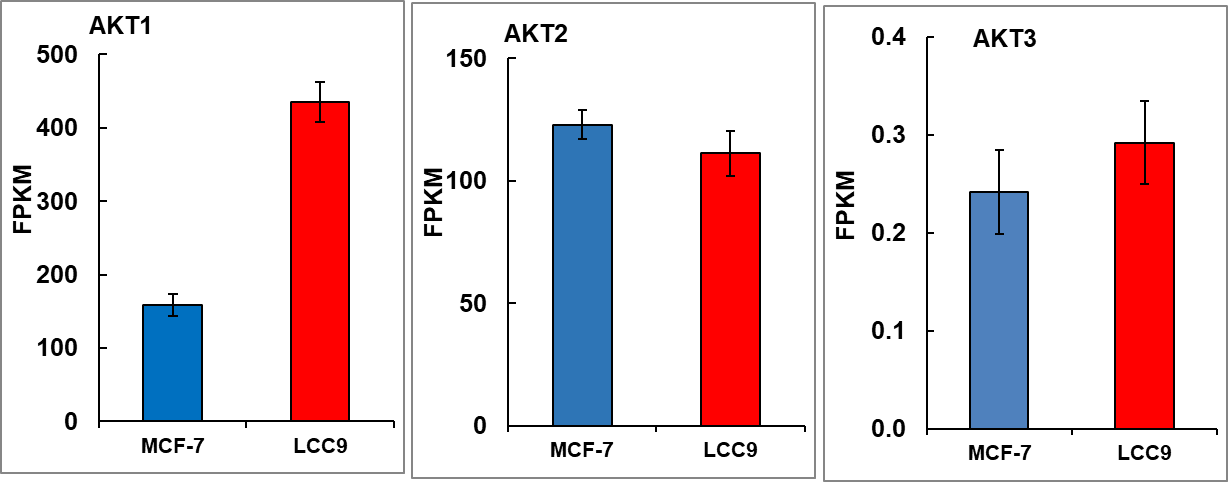 AKT1
500
400
300
200
100
0
FPKM
MCF-7
LCC9
AKT2
150
100
50
0
FPKM
MCF-7
LCC9
AKT3
0.4
0.3
0.2
0.1
0.0
FPKM
MCF-7
LCC9